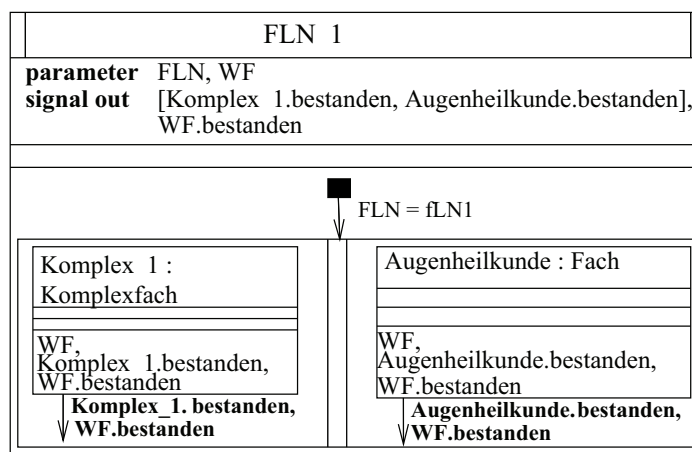 FLN 1
parameter FLN, WF
signal out [Komplex 1.bestanden, Augenheilkunde.bestanden],
WF.bestanden
FLN = fLN1
Komplex 1 :
Komplexfach
WF,
Komplex 1.bestanden,
WF.bestanden
Komplex_1. bestanden,
WF.bestanden
Augenheilkunde : Fach
WF,
Augenheilkunde.bestanden,
WF.bestanden
Augenheilkunde.bestanden,
WF.bestanden